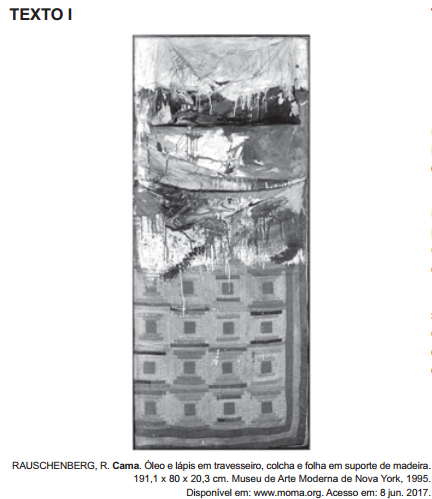 TEXTO I
RAUSCHENBERG, R. Cama. Óleo e lápis em travesseiro, colcha e folha em suporte de madeira.
191,1 x 80 x 20,3 cm. Museu de Arte Moderna de Nova York, 1995.
Disponível em: www.moma.org. Acesso em: 8 jun. 2017.